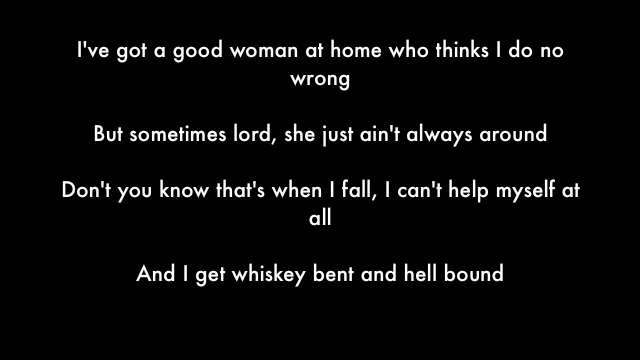 I've got a good woman at home who thinks I do no
wrong
But sometimes lord, she just ain't always around
Don't you know that's when I fall, I can't help myself at
all
And I get whiskey bent and hell bound